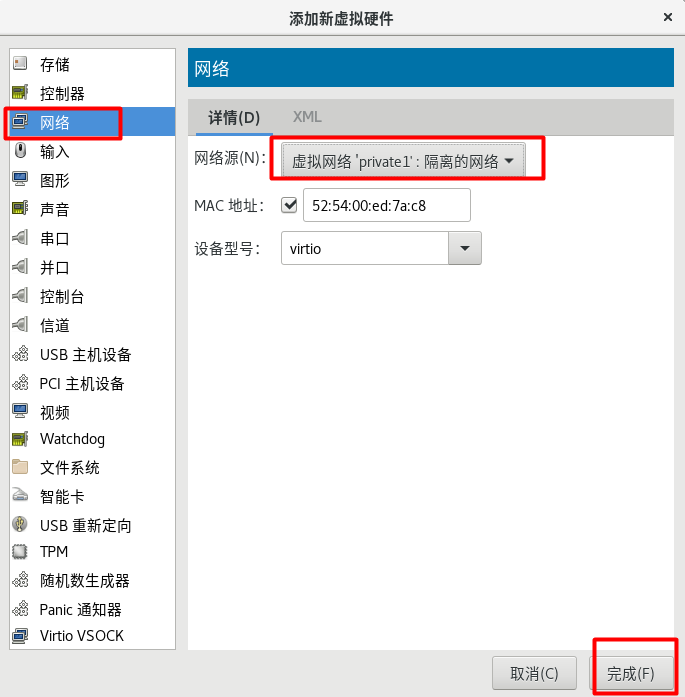 添加新虚拟硬件
存储
控制器
网络
输入
图形
声音
串口
并口
控制台
信道
USB 主机设备
PCI 主机设备
视频
Watchdog
文件系统
智能卡
USB 重新定向
TPM
随机数生成器
Panic 通知器
Virtio VSOCK
网络
详情(D) XML
网络源(N): 虚拟网络 'private1' : 隔离的网络
MAC 地址: 52:54:00:ed:7a:c8
设备型号: virtio
取消(C) 完成(F)